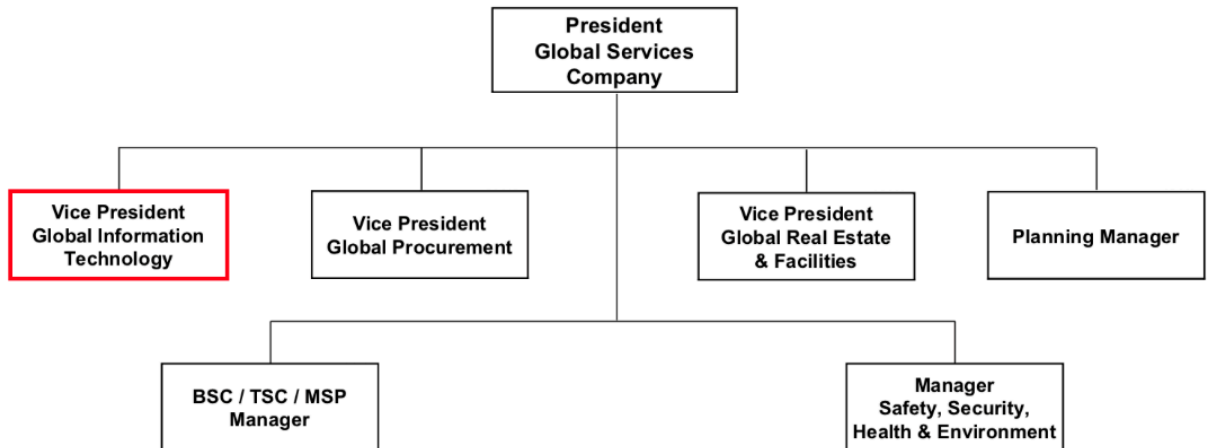 President
Global Services
Company
Vice President
Global Information
Technology
Vice President
Global Procurement
Vice President
Global Real Estate
& Facilities
Planning Manager
BSC / TSC / MSP
Manager
Manager
Safety, Security,
Health & Environment